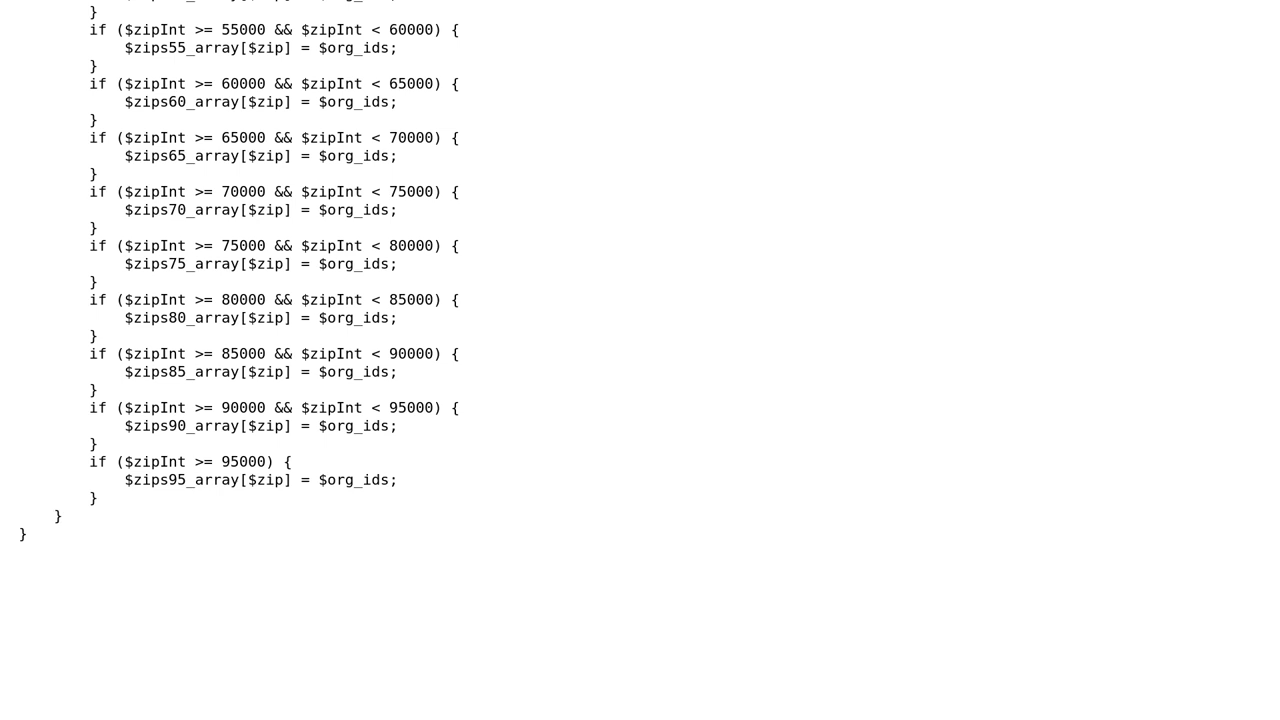 }
if ($zipInt >= 55000 && $zipInt < 60000) {
$zips55_array[$zip] = $org_ids;
}
if ($zipInt >= 60000 && $zipInt < 65000) {
$zips60_array[$zip] = $org_ids;
}
if ($zipInt >= 65000 && $zipInt < 70000) {
$zips65_array[$zip] = $org_ids;
}
if ($zipInt >= 70000 && $zipInt < 75000) {
$zips70_array[$zip] = $org_ids;
}
if ($zipInt >= 75000 && $zipInt < 80000) {
$zips75_array[$zip] = $org_ids;
}
if ($zipInt >= 80000 && $zipInt < 85000) {
$zips80_array[$zip] = $org_ids;
}
if ($zipInt >= 85000 && $zipInt < 90000) {
$zips85_array[$zip] = $org_ids;
}
if ($zipInt >= 90000 && $zipInt < 95000) {
$zips90_array[$zip] = $org_ids;
}
if ($zipInt >= 95000) {
$zips95_array[$zip] = $org_ids;
}
}
}